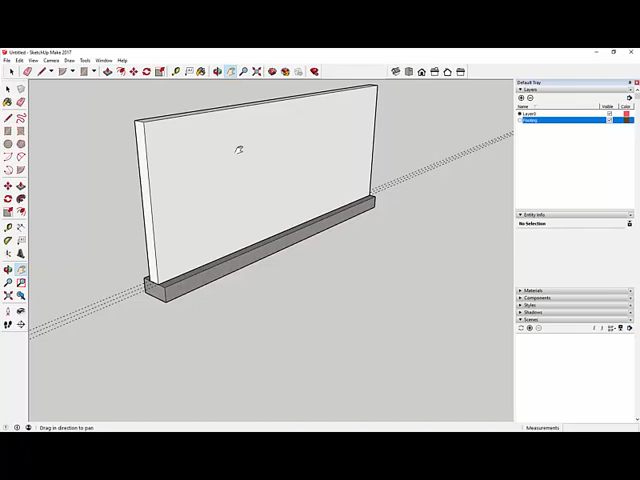 Untitled - SketchUp Make 2017
File Edit View Camera Draw Tools Window Help
Default Tray
Layers
Name Visible Color
Layer0
Footing
Entity Info
No Selection
Materials
Components
Styles
Shadows
Scenes
Drag in direction to pan
Measurements